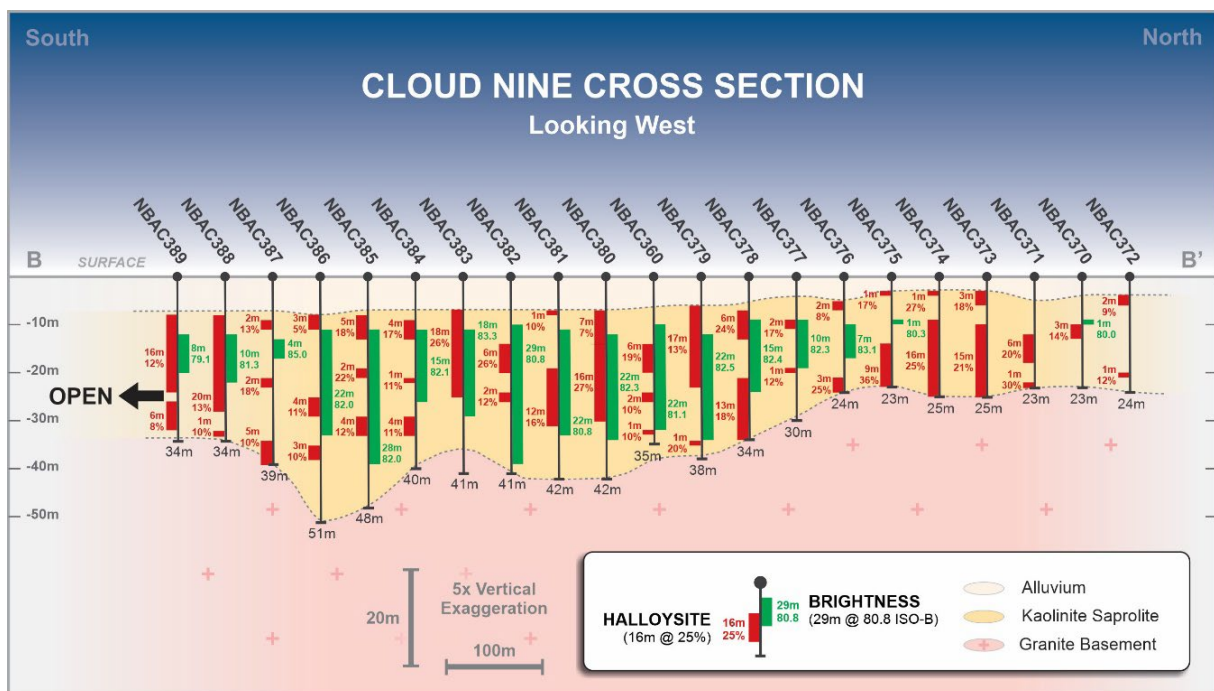 South
North
CLOUD NINE CROSS SECTION
Looking West
NBAC389
NBAC388
NBAC387
NBAC386
NBAC385
NBAC384
NBAC383
NBAC382
NBAC381
NBAC380
NBAC360
NBAC379
NBAC378
NBAC377
NBAC376
NBAC375
NBAC374
NBAC373
NBAC371
NBAC370
NBAC372
B
SURFACE
B'
-10m
-20m
-30m
-40m
-50m
OPEN
16m
12%
6m
8%
8m
79.1
34m
20m
13%
1m
10%
10m
81.3
34m
2m
13%
2m
18%
5m
10%
4m
85.0
39m
3m
5%
4m
11%
3m
10%
22m
82.0
51m
5m
18%
2m
22%
4m
12%
28m
82.0
48m
4m
17%
1m
11%
4m
11%
15m
82.1
40m
18m
26%
18m
83.3
41m
6m
26%
2m
12%
29m
80.8
41m
1m
10%
12m
16%
22m
80.8
42m
7m
7%
16m
27%
22m
82.3
42m
6m
19%
2m
10%
1m
10%
22m
81.1
35m
17m
13%
1m
20%
22m
82.5
38m
6m
24%
13m
18%
15m
82.4
34m
2m
17%
1m
12%
10m
82.3
30m
2m
8%
3m
25%
7m
83.1
24m
1m
17%
9m
36%
1m
80.3
23m
1m
27%
16m
25%
25m
3m
18%
15m
21%
25m
6m
20%
1m
30%
23m
3m
14%
1m
80.0
23m
2m
9%
1m
12%
24m
20m
5x Vertical
Exaggeration
100m
HALLOYSITE
(16m @ 25%)
16m
25%
29m
80.8
BRIGHTNESS
(29m @ 80.8 ISO-B)
Alluvium
Kaolinite Saprolite
Granite Basement